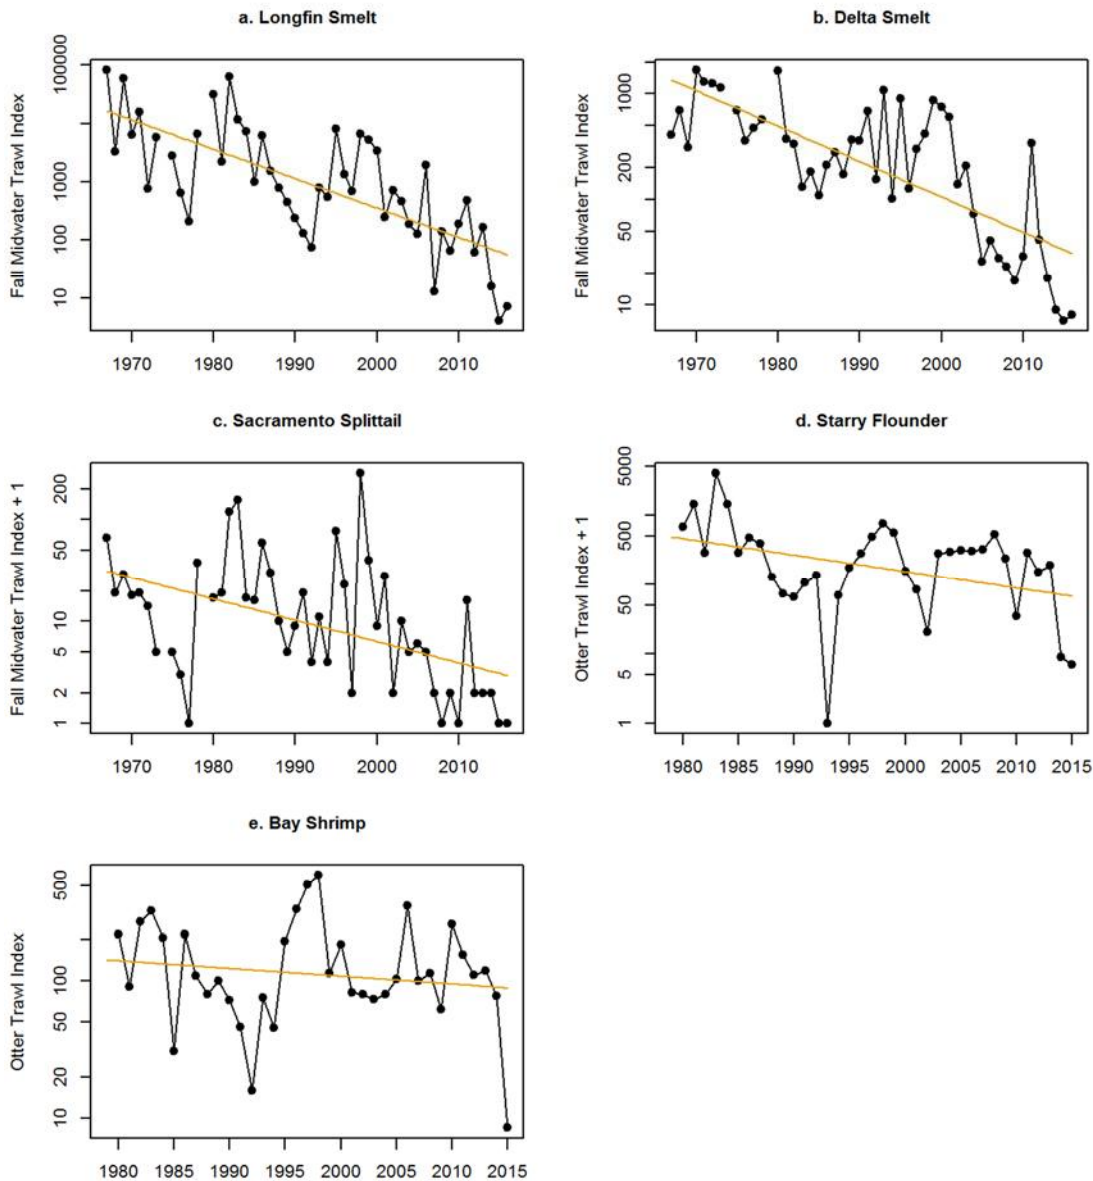 a. Longfin Smelt
Fall Midwater Trawl Index
100000
1000
100
10
1970 1980 1990 2000 2010
b. Delta Smelt
Fall Midwater Trawl Index
1000
200
50
10
1970 1980 1990 2000 2010
c. Sacramento Splittail
Fall Midwater Trawl Index + 1
200
50
10
5
2
1
1970 1980 1990 2000 2010
d. Starry Flounder
Otter Trawl Index + 1
5000
500
50
5
1
1980 1985 1990 1995 2000 2005 2010 2015
e. Bay Shrimp
Otter Trawl Index
500
100
50
20
10
1980 1985 1990 1995 2000 2005 2010 2015